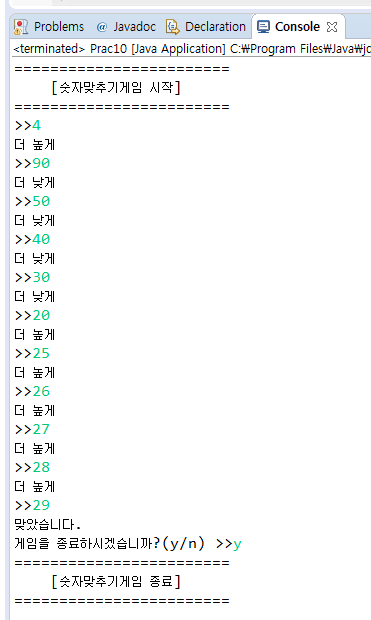 Problems @ Javadoc Declaration Console
<terminated> Prac10 [Java Application] C:₩Program Files₩Java₩jc
========================
[숫자맞추기게임 시작]
========================
>>4
더 높게
>>90
더 낮게
>>50
더 낮게
>>40
더 낮게
>>30
더 낮게
>>20
더 높게
>>25
더 높게
>>26
더 높게
>>27
더 높게
>>28
더 높게
>>29
맞았습니다.
게임을 종료하시겠습니까?(y/n) >>y
========================
[숫자맞추기게임 종료]
========================